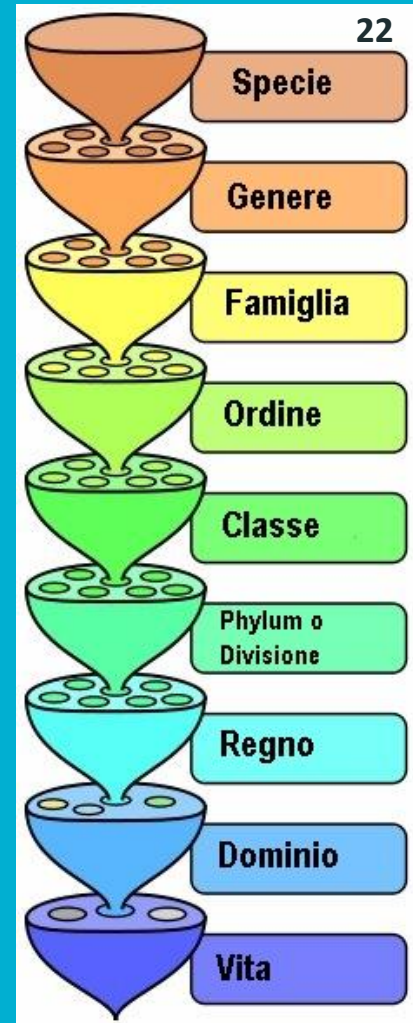 22
Specie
Genere
Famiglia
Ordine
Classe
Phylum o
Divisione
Regno
Dominio
Vita